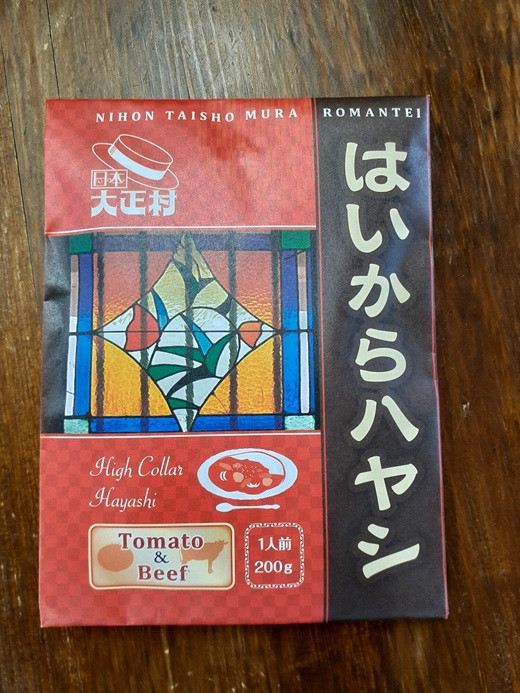 NIHON TAISHO MURA
ROMANTEI
日本
大正村
はいからハヤシ
High Collar
Hayashi
Tomato
&
Beef
1人前
200g